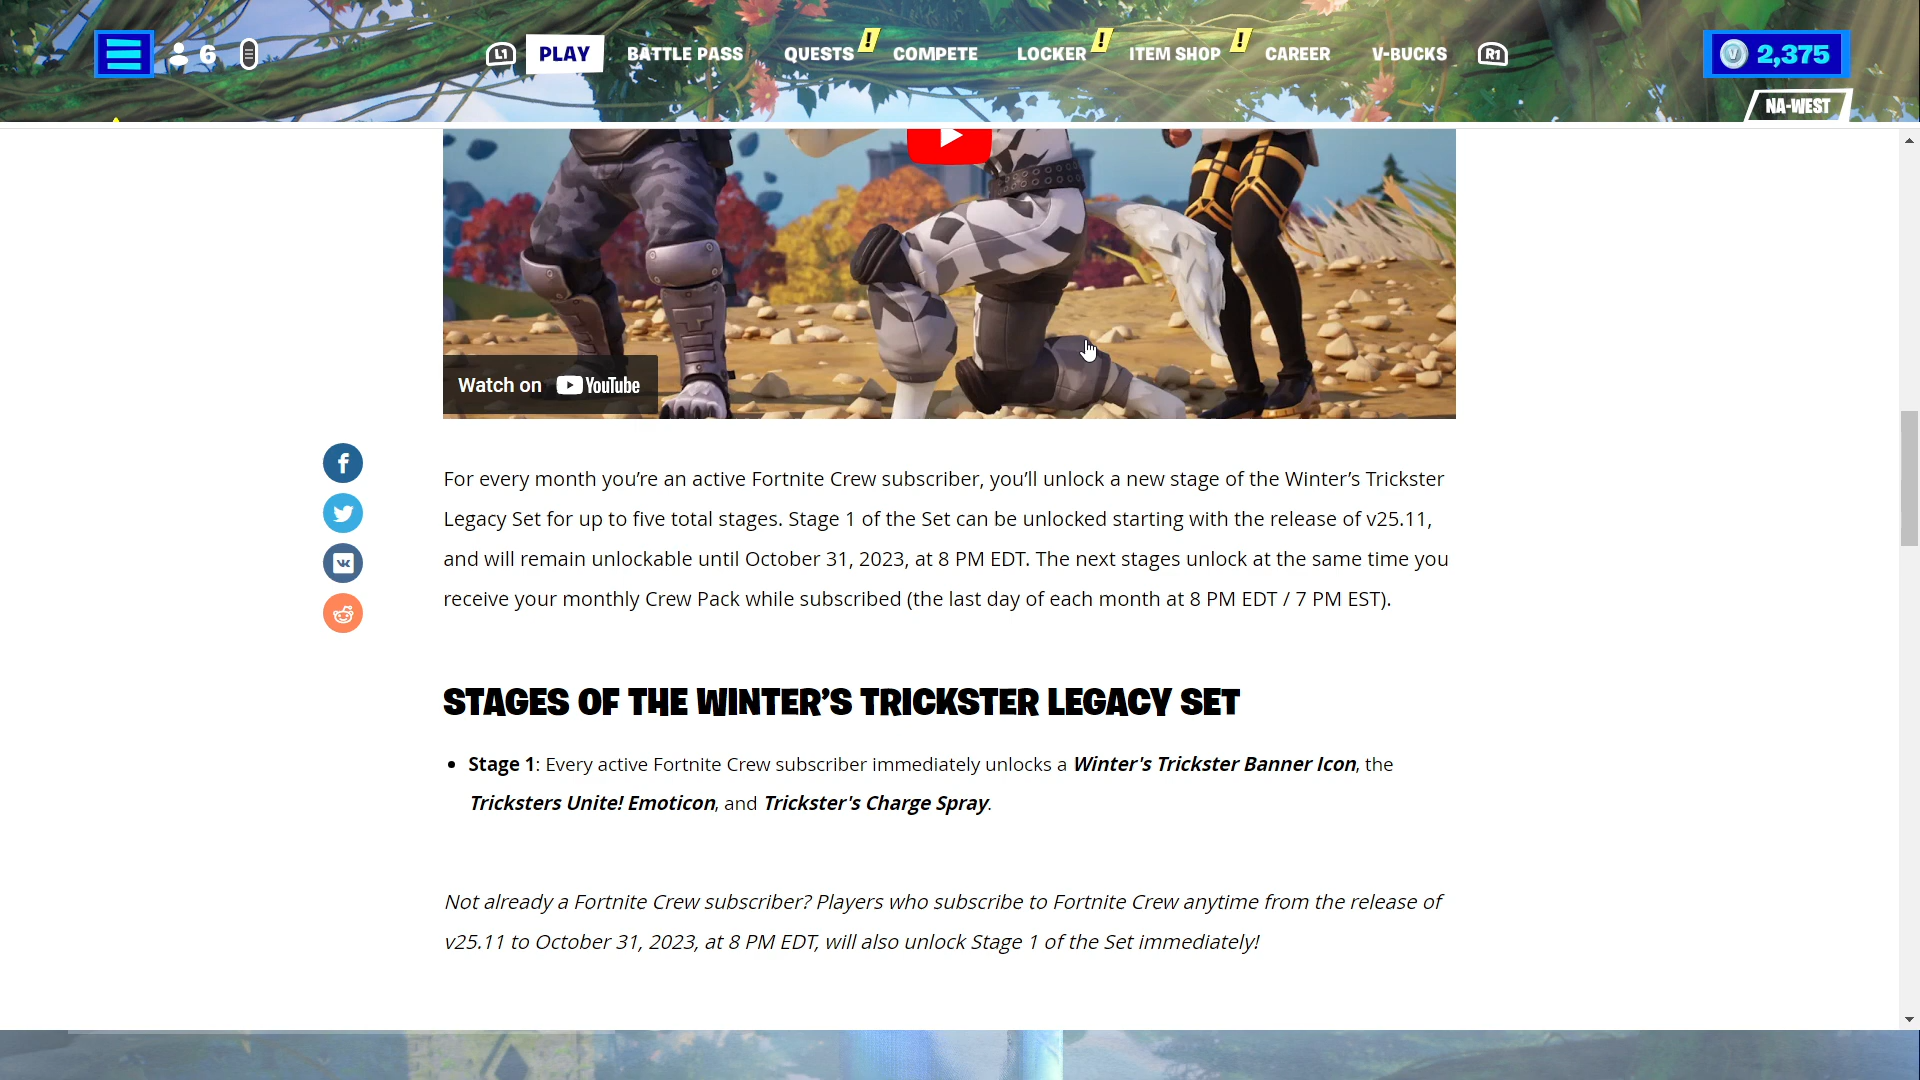 6
L1
PLAY
BATTLE PASS
QUESTS
!
COMPETE
LOCKER
!
ITEM SHOP
!
CAREER
V-BUCKS
R1
V 2,375
NA-WEST
Watch on YouTube
For every month you’re an active Fortnite Crew subscriber, you’ll unlock a new stage of the Winter’s Trickster
Legacy Set for up to five total stages. Stage 1 of the Set can be unlocked starting with the release of v25.11,
and will remain unlockable until October 31, 2023, at 8 PM EDT. The next stages unlock at the same time you
receive your monthly Crew Pack while subscribed (the last day of each month at 8 PM EDT / 7 PM EST).
STAGES OF THE WINTER’S TRICKSTER LEGACY SET
• Stage 1: Every active Fortnite Crew subscriber immediately unlocks a Winter's Trickster Banner Icon, the
Tricksters Unite! Emoticon, and Trickster's Charge Spray.
Not already a Fortnite Crew subscriber? Players who subscribe to Fortnite Crew anytime from the release of
v25.11 to October 31, 2023, at 8 PM EDT, will also unlock Stage 1 of the Set immediately!